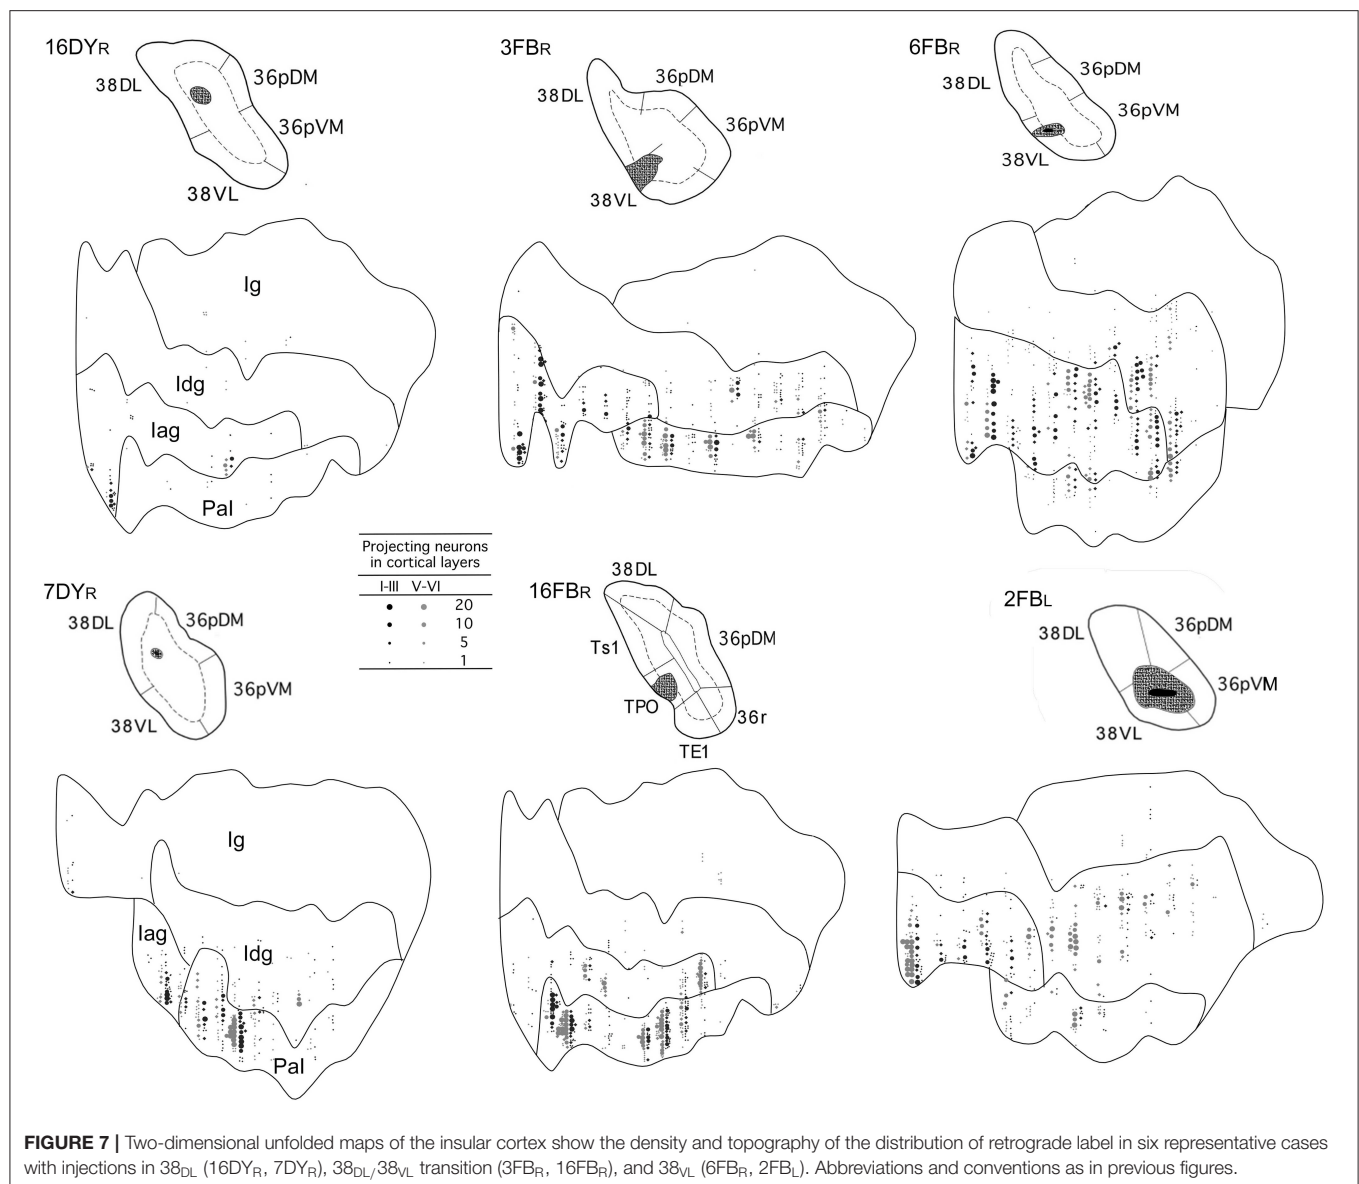 16DYR
38DL
36pDM
36pVM
38VL
3FBR
38DL
36pDM
36pVM
38VL
6FBR
38DL
36pDM
36pVM
38VL
Ig
Idg
Iag
PaI
Projecting neurons
in cortical layers
I-III V-VI
20
10
5
1
7DYR
38DL
36pDM
36pVM
38VL
16FBR
38DL
Ts1
36pDM
TPO
36r
TE1
2FBL
38DL
36pDM
36pVM
38VL
Ig
Iag
Idg
PaI
FIGURE 7 | Two-dimensional unfolded maps of the insular cortex show the density and topography of the distribution of retrograde label in six representative cases
with injections in 38DL (16DYR, 7DYR), 38DL/38VL transition (3FBR, 16FBR), and 38VL (6FBR, 2FBL). Abbreviations and conventions as in previous figures.